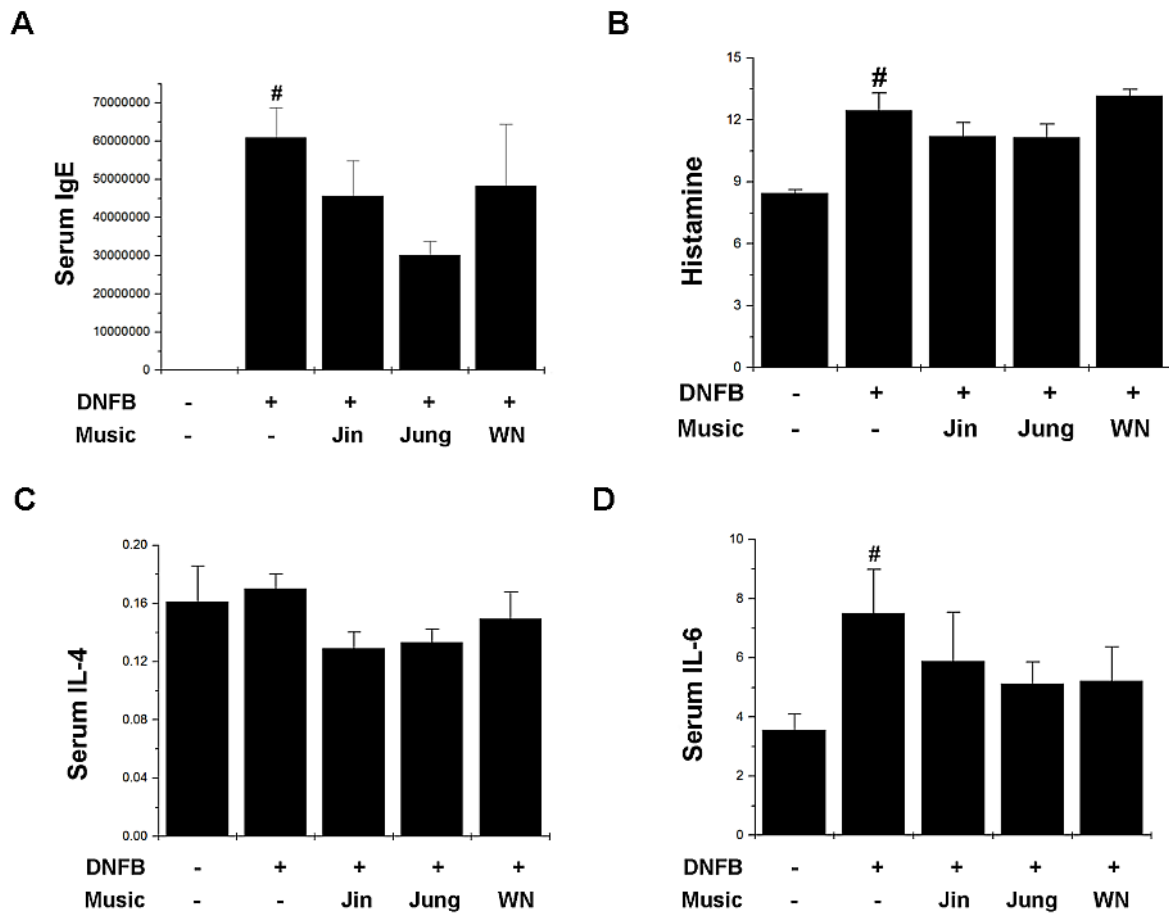 A
#
Serum IgE
70000000
60000000
50000000
40000000
30000000
20000000
10000000
0
DNFB - + + + +
Music - - Jin Jung WN
B
#
Histamine
15
12
9
6
3
0
DNFB - + + + +
Music - - Jin Jung WN
C
Serum IL-4
0.20
0.16
0.12
0.08
0.04
0.00
DNFB - + + + +
Music - - Jin Jung WN
D
#
Serum IL-6
10
8
6
4
2
0
DNFB - + + + +
Music - - Jin Jung WN